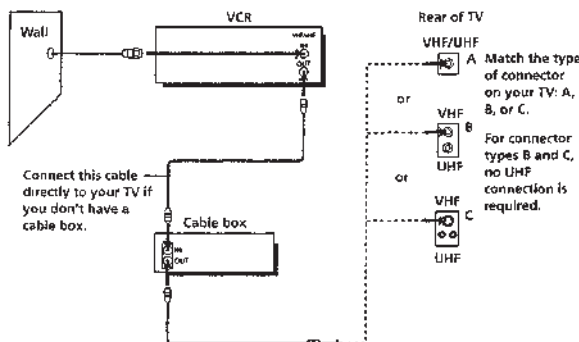 VCR
Rear of TV
Wall
VHF/UHF
IN
OUT
VHF/UHF
A
Match the type
of connector
on your TV: A,
B, or C.
or
VHF
B
UHF
For connector
types B and C,
no UHF
connection is
required.
or
VHF
C
UHF
Connect this cable
directly to your TV if
you don't have a
cable box.
Cable box
IN
OUT